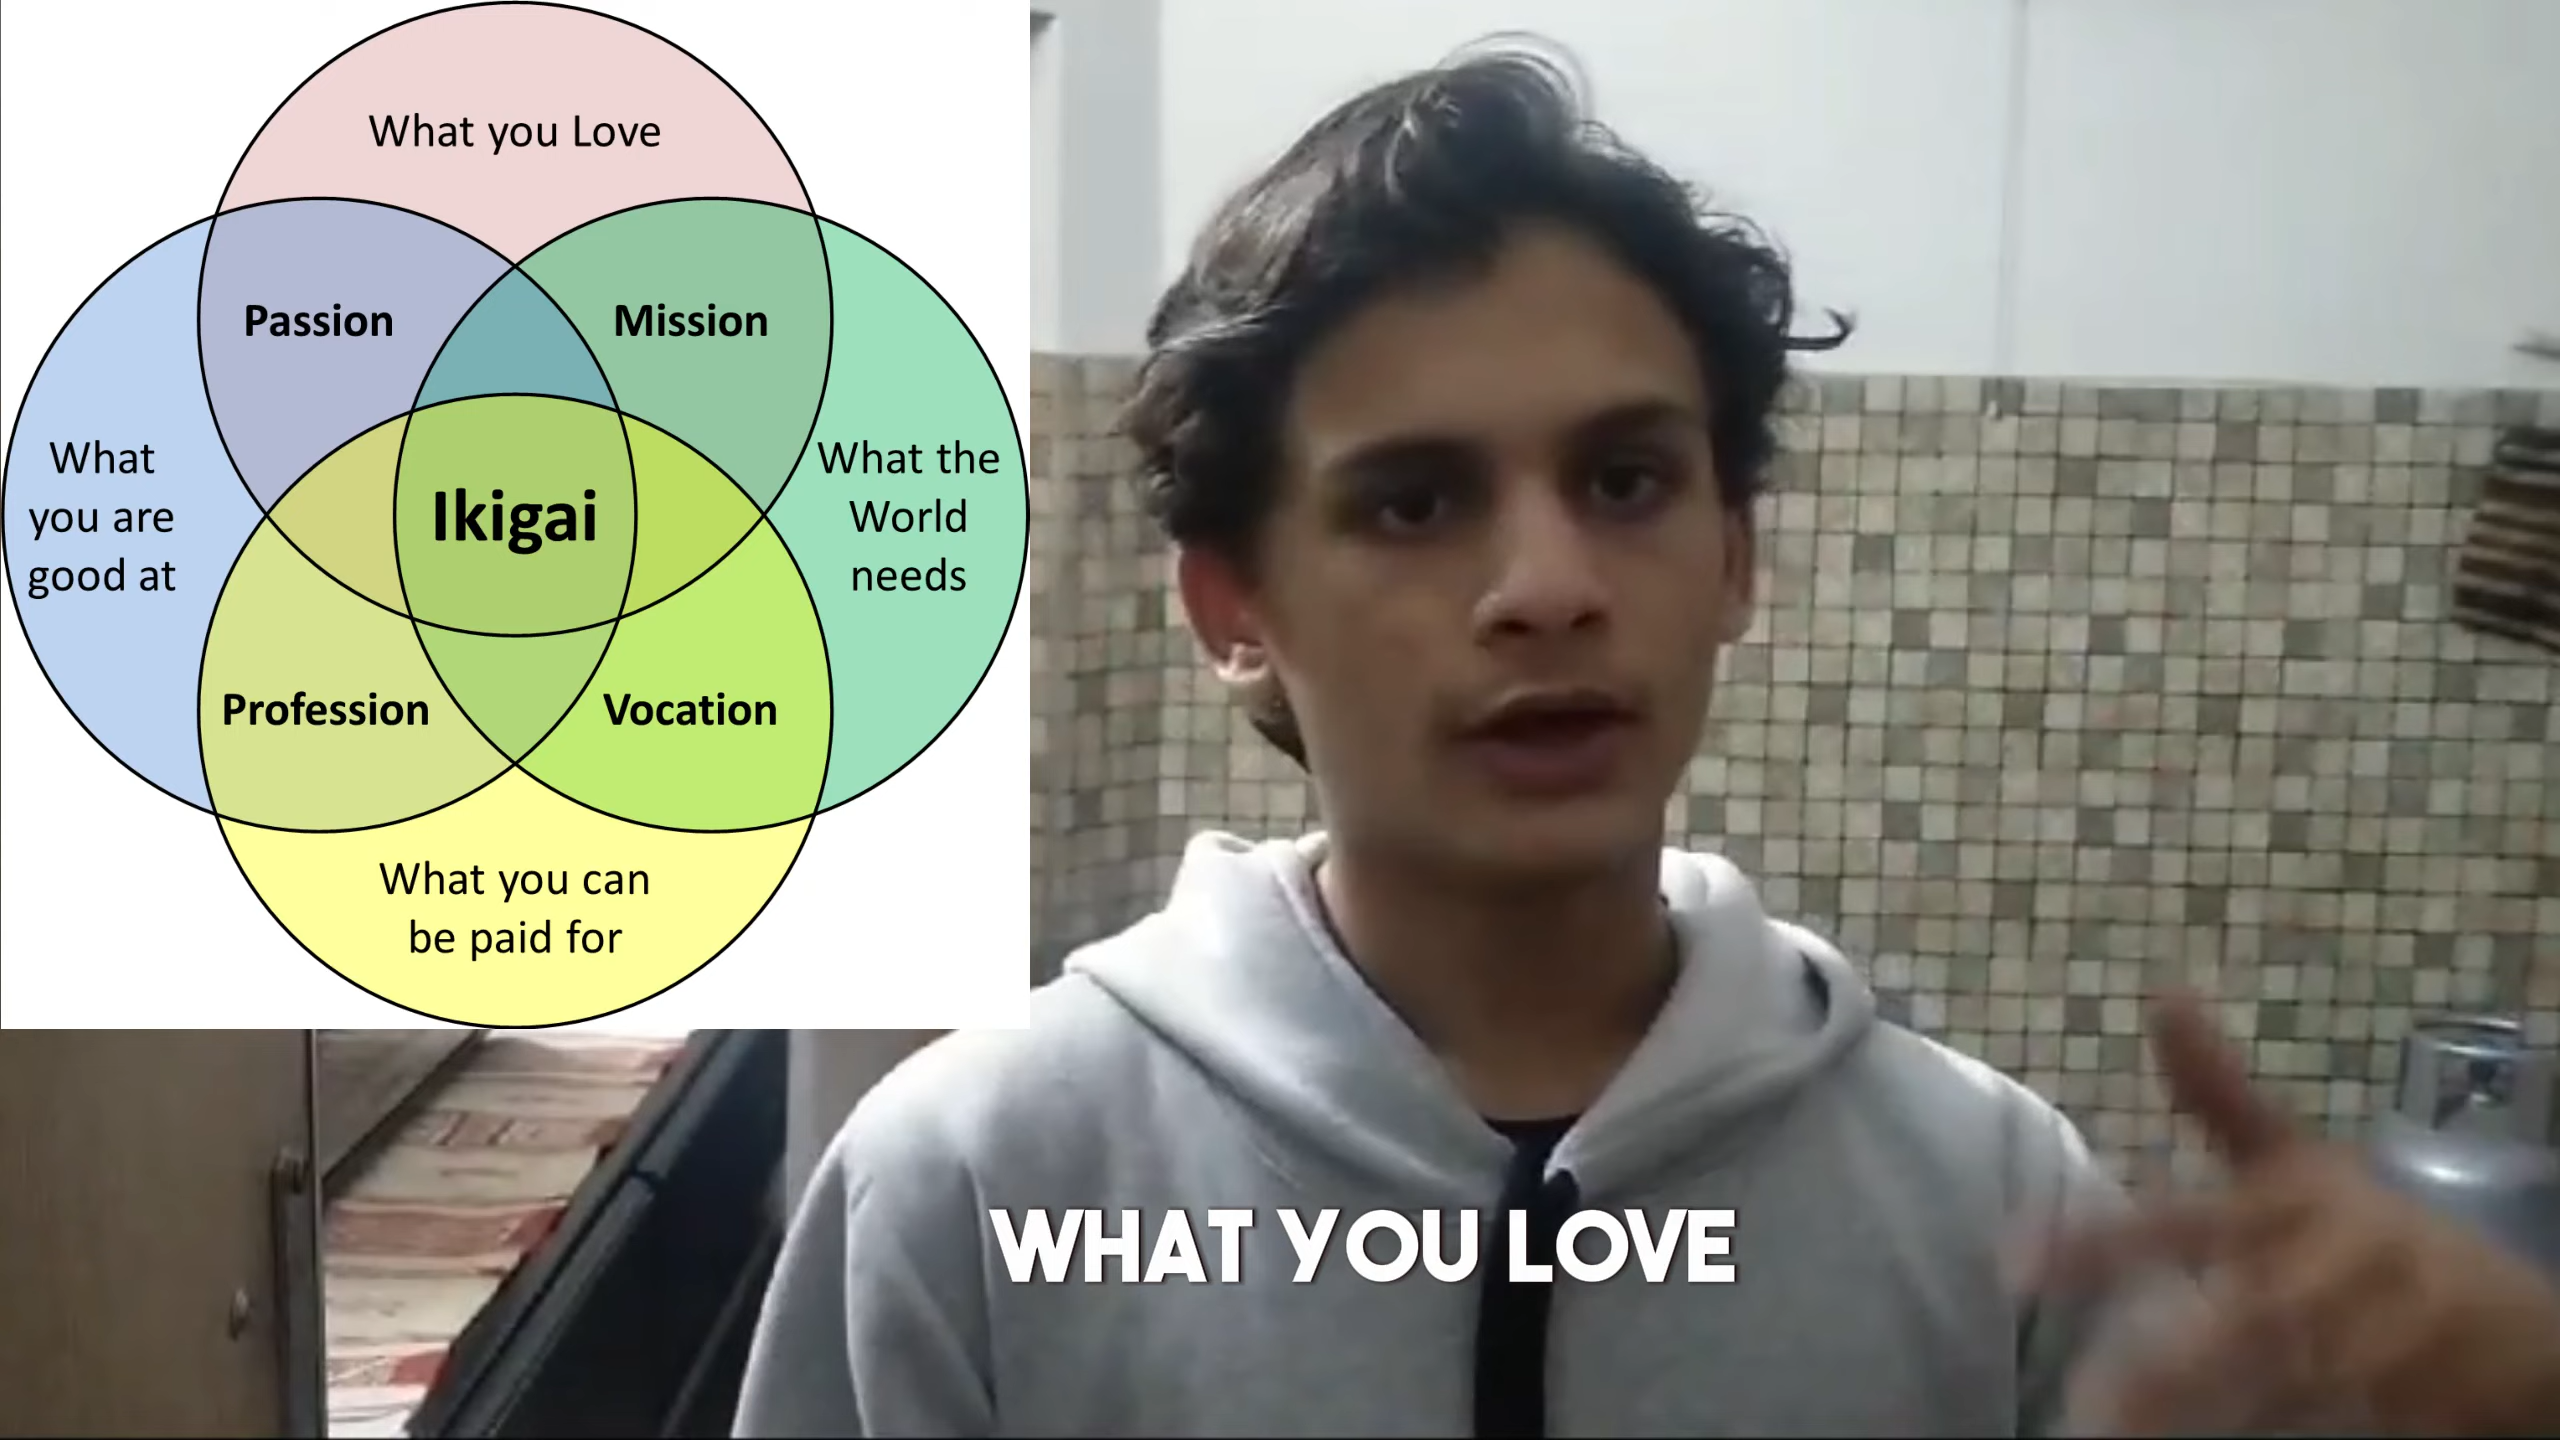 What you Love
Passion
Mission
What
you are
good at
Ikigai
What the
World
needs
Profession
Vocation
What you can
be paid for
WHAT YOU LOVE